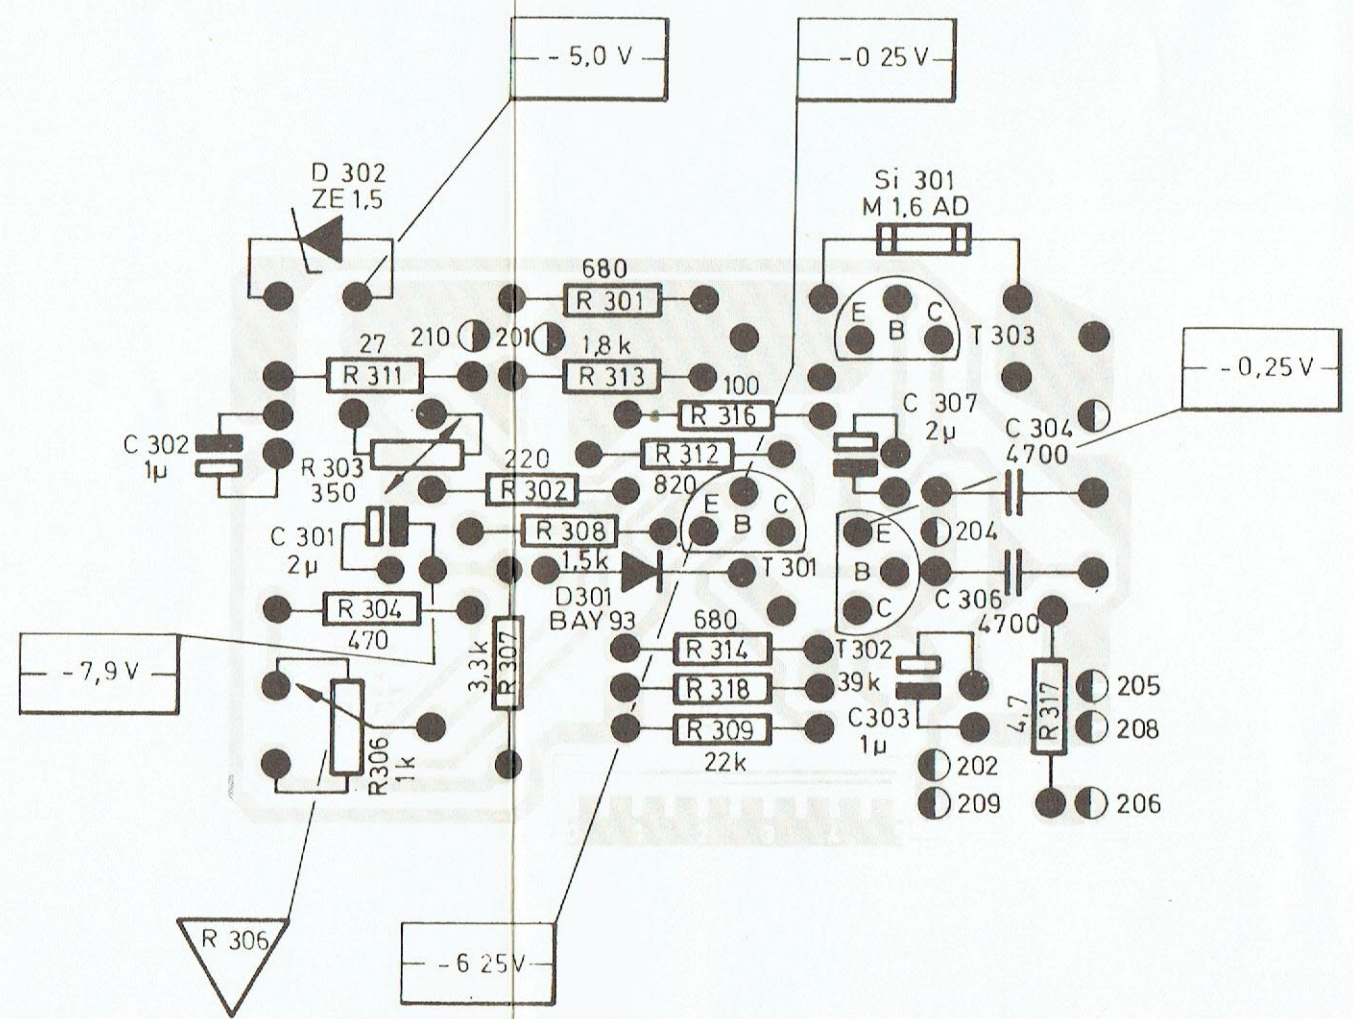 - 5,0 V
-0 25 V
D 302
ZE 1,5
Si 301
M 1,6 AD
680
R 301
E
B
C
T 303
210
201
27
R 311
1,8 k
R 313
-0,25 V
100
R 316
C 307
2µ
C 304
4700
C 302
1µ
R 303
350
220
R 302
R 312
820
E
B
C
T 301
C 301
2µ
R 308
1,5k
D301
BAY 93
E
B
C
T302
204
C 306
4700
R 304
470
3,3k
R 307
680
R 314
R 318
39k
R 309
22k
C303
1µ
4,7
R317
205
208
202
209
206
-7,9 V
R306
1k
R 306
- 6 25V